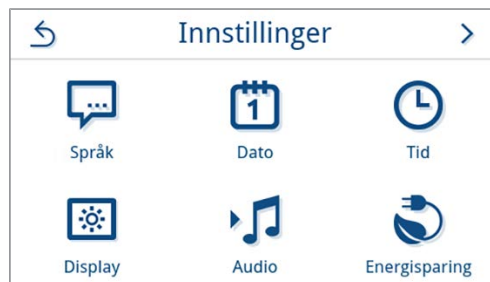 Innstillinger
1
Språk
Dato
Tid
Display
Audio
Energisparing